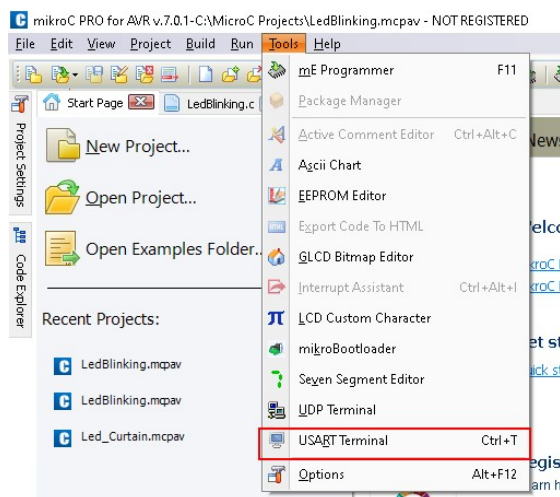 mikroC PRO for AVR v.7.0.1-C:\MicroC Projects\LedBlinking.mcpav - NOT REGISTERED
File Edit View Project Build Run Tools Help
mE Programmer F11
Package Manager
Active Comment Editor Ctrl+Alt+C
Ascii Chart
EEPROM Editor
Export Code To HTML
GLCD Bitmap Editor
Interrupt Assistant Ctrl+Alt+I
LCD Custom Character
mikroBootloader
Seven Segment Editor
UDP Terminal
USART Terminal Ctrl+T
Options Alt+F12
Start Page LedBlinking.c
Project Settings
Code Explorer
New Project...
Open Project...
Open Examples Folder..
Recent Projects:
LedBlinking.mcpav
LedBlinking.mcpav
Led_Curtain.mcpav